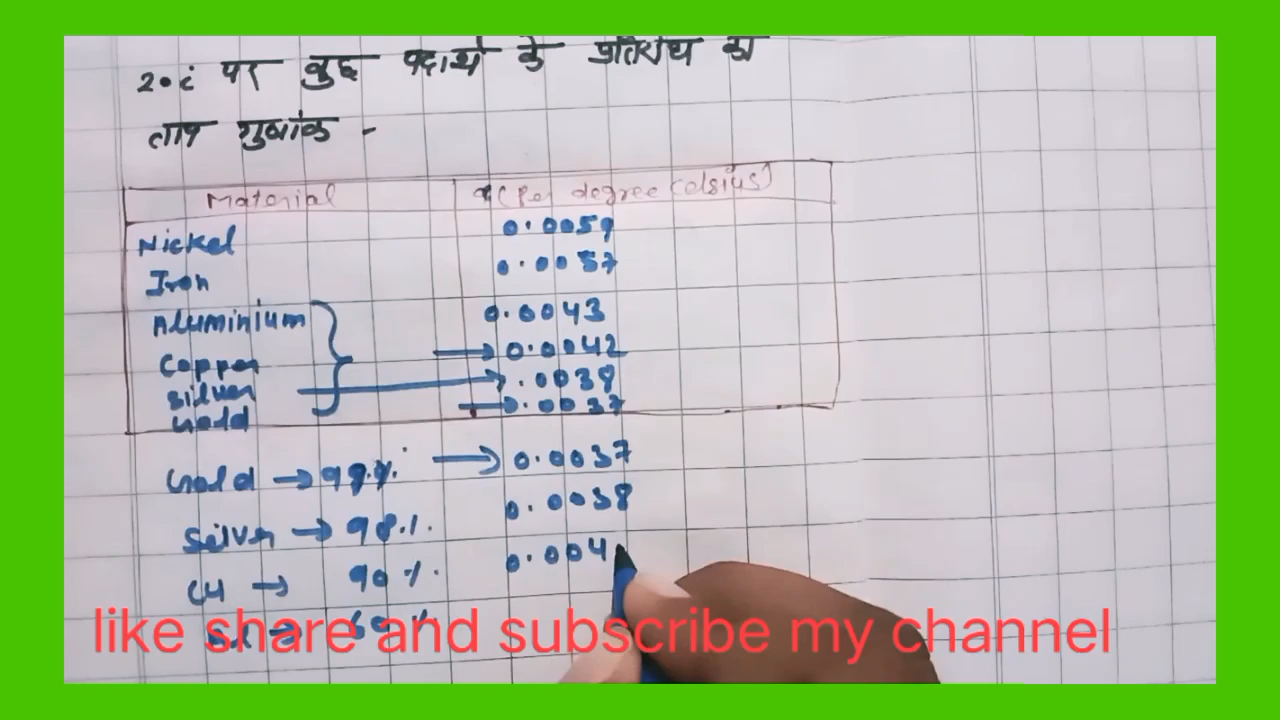 20°c पर कुछ पदार्थो के प्रतिरोध का
ताप गुणांक -
Material α(Per degree Celsius)
Nickel 0.0059
Iron 0.0057
Aluminium 0.0043
Copper → 0.0042
Silver → .0038
Gold → .0037
Gold → 99% → 0.0037
Silver → 98% 0.0038
Cu → 90% 0.004
like share and subscribe my channel